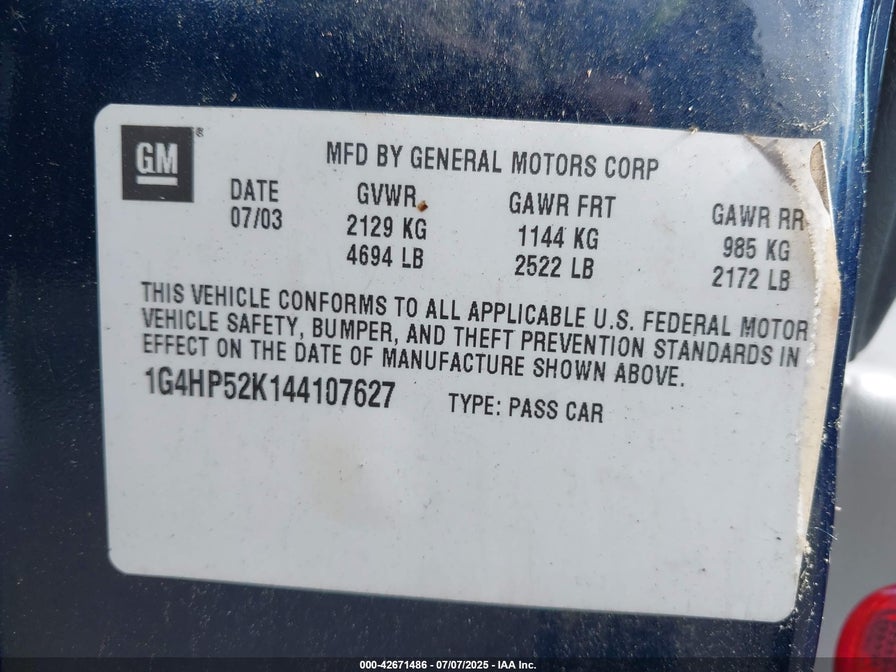 GM ®
MFD BY GENERAL MOTORS CORP
DATE GVWR GAWR FRT GAWR RR
07/03 2129 KG 1144 KG 985 KG
4694 LB 2522 LB 2172 LB
THIS VEHICLE CONFORMS TO ALL APPLICABLE U.S. FEDERAL MOTOR
VEHICLE SAFETY, BUMPER, AND THEFT PREVENTION STANDARDS IN
EFFECT ON THE DATE OF MANUFACTURE SHOWN ABOVE.
1G4HP52K144107627 TYPE: PASS CAR
000-42671486 - 07/07/2025 - IAA Inc.